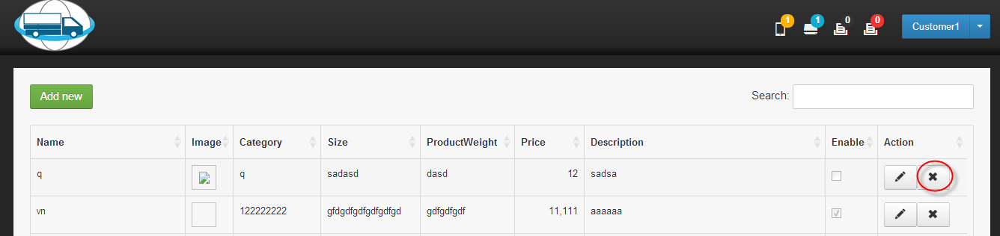 1 1 0 0 Customer1
Add new
Search:
Name Image Category Size ProductWeight Price Description Enable Action
q q sadasd dasd 12 sadsa
vn 122222222 gfdgdfgdfgdfgdfgd gdfgdfgdf 11,111 aaaaaa